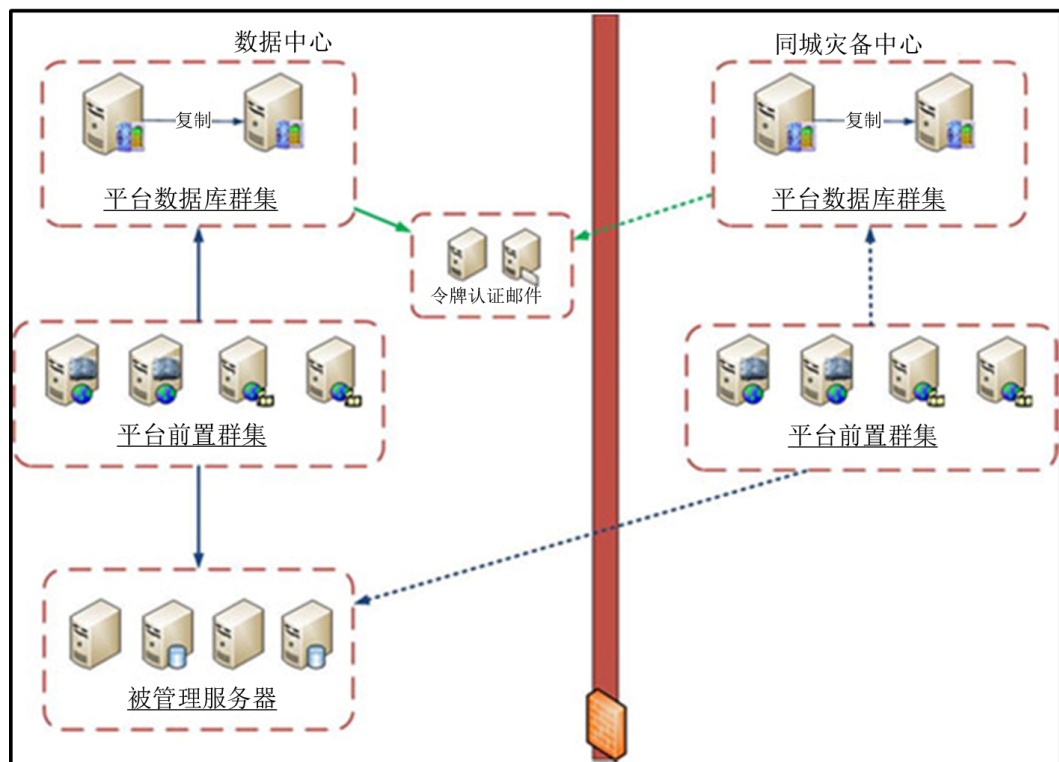 数据中心
同城灾备中心
复制
复制
平台数据库群集
平台数据库群集
令牌认证邮件
平台前置群集
平台前置群集
被管理服务器